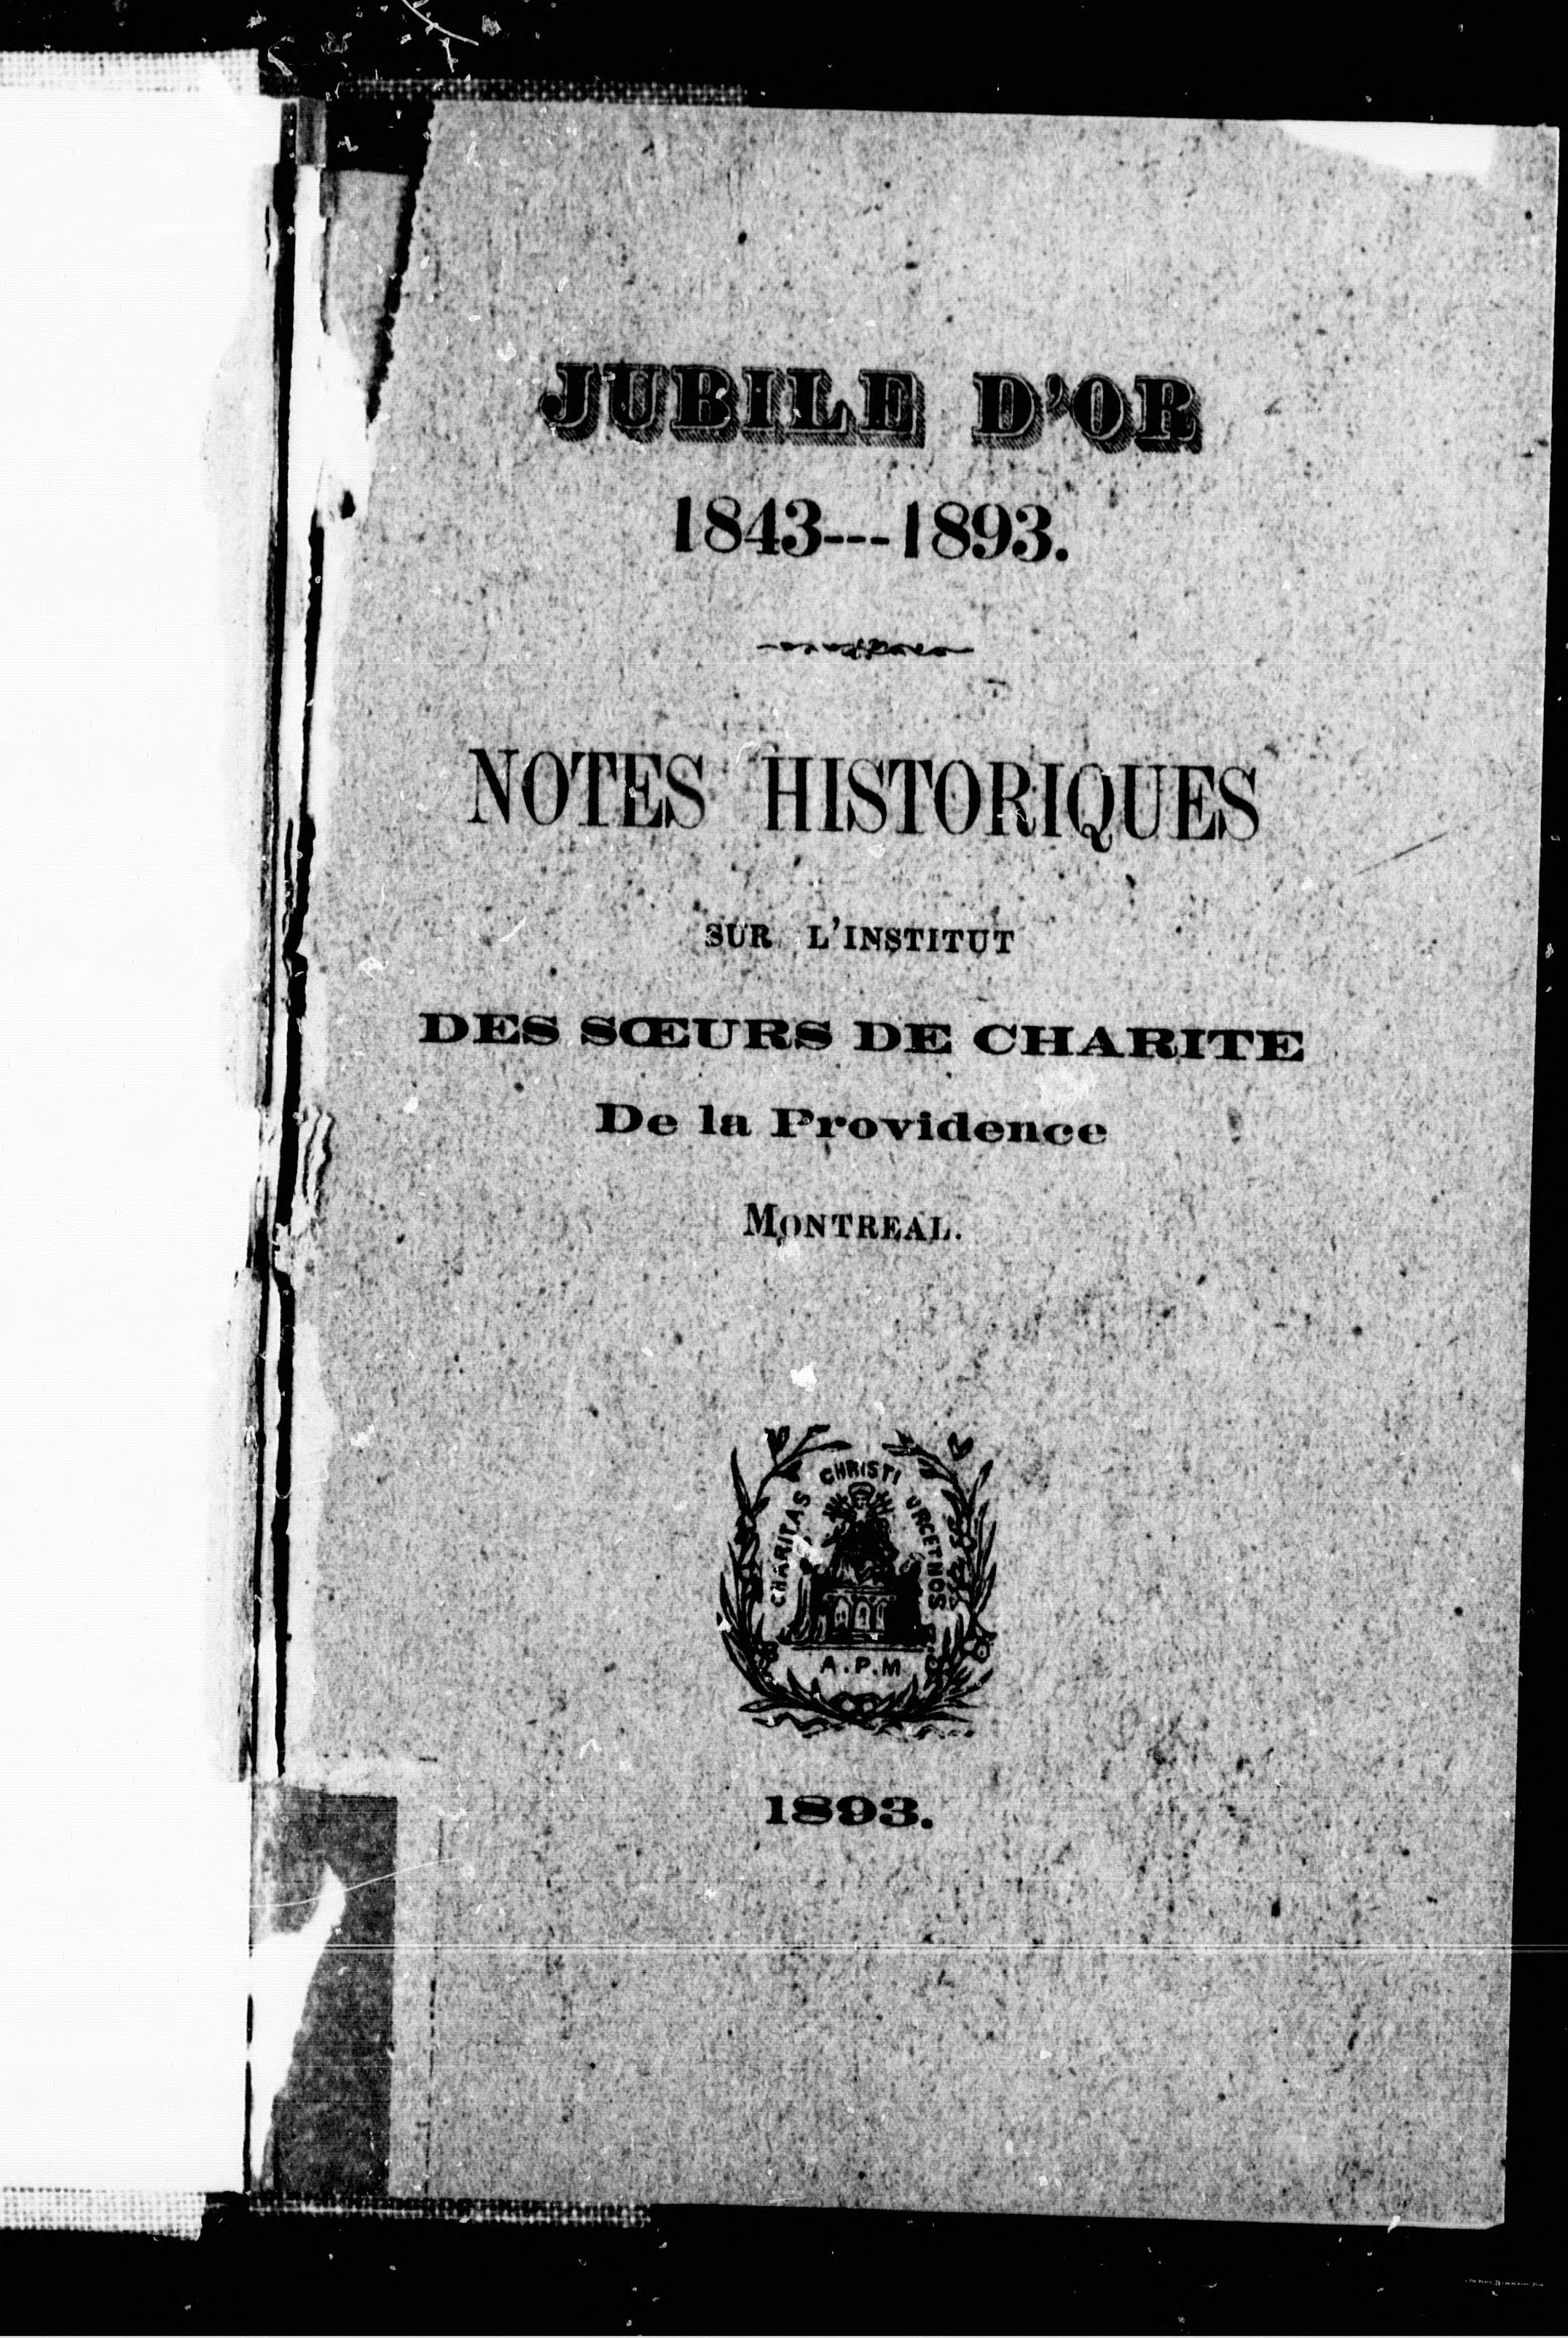 JUBILE D'OR
1843---1893.
NOTES HISTORIQUES
SUR L'INSTITUT
DES SŒURS DE CHARITE
De la Providence
MONTREAL.
CHARITAS CHRISTI URGET NOS
A.P.M
1893.